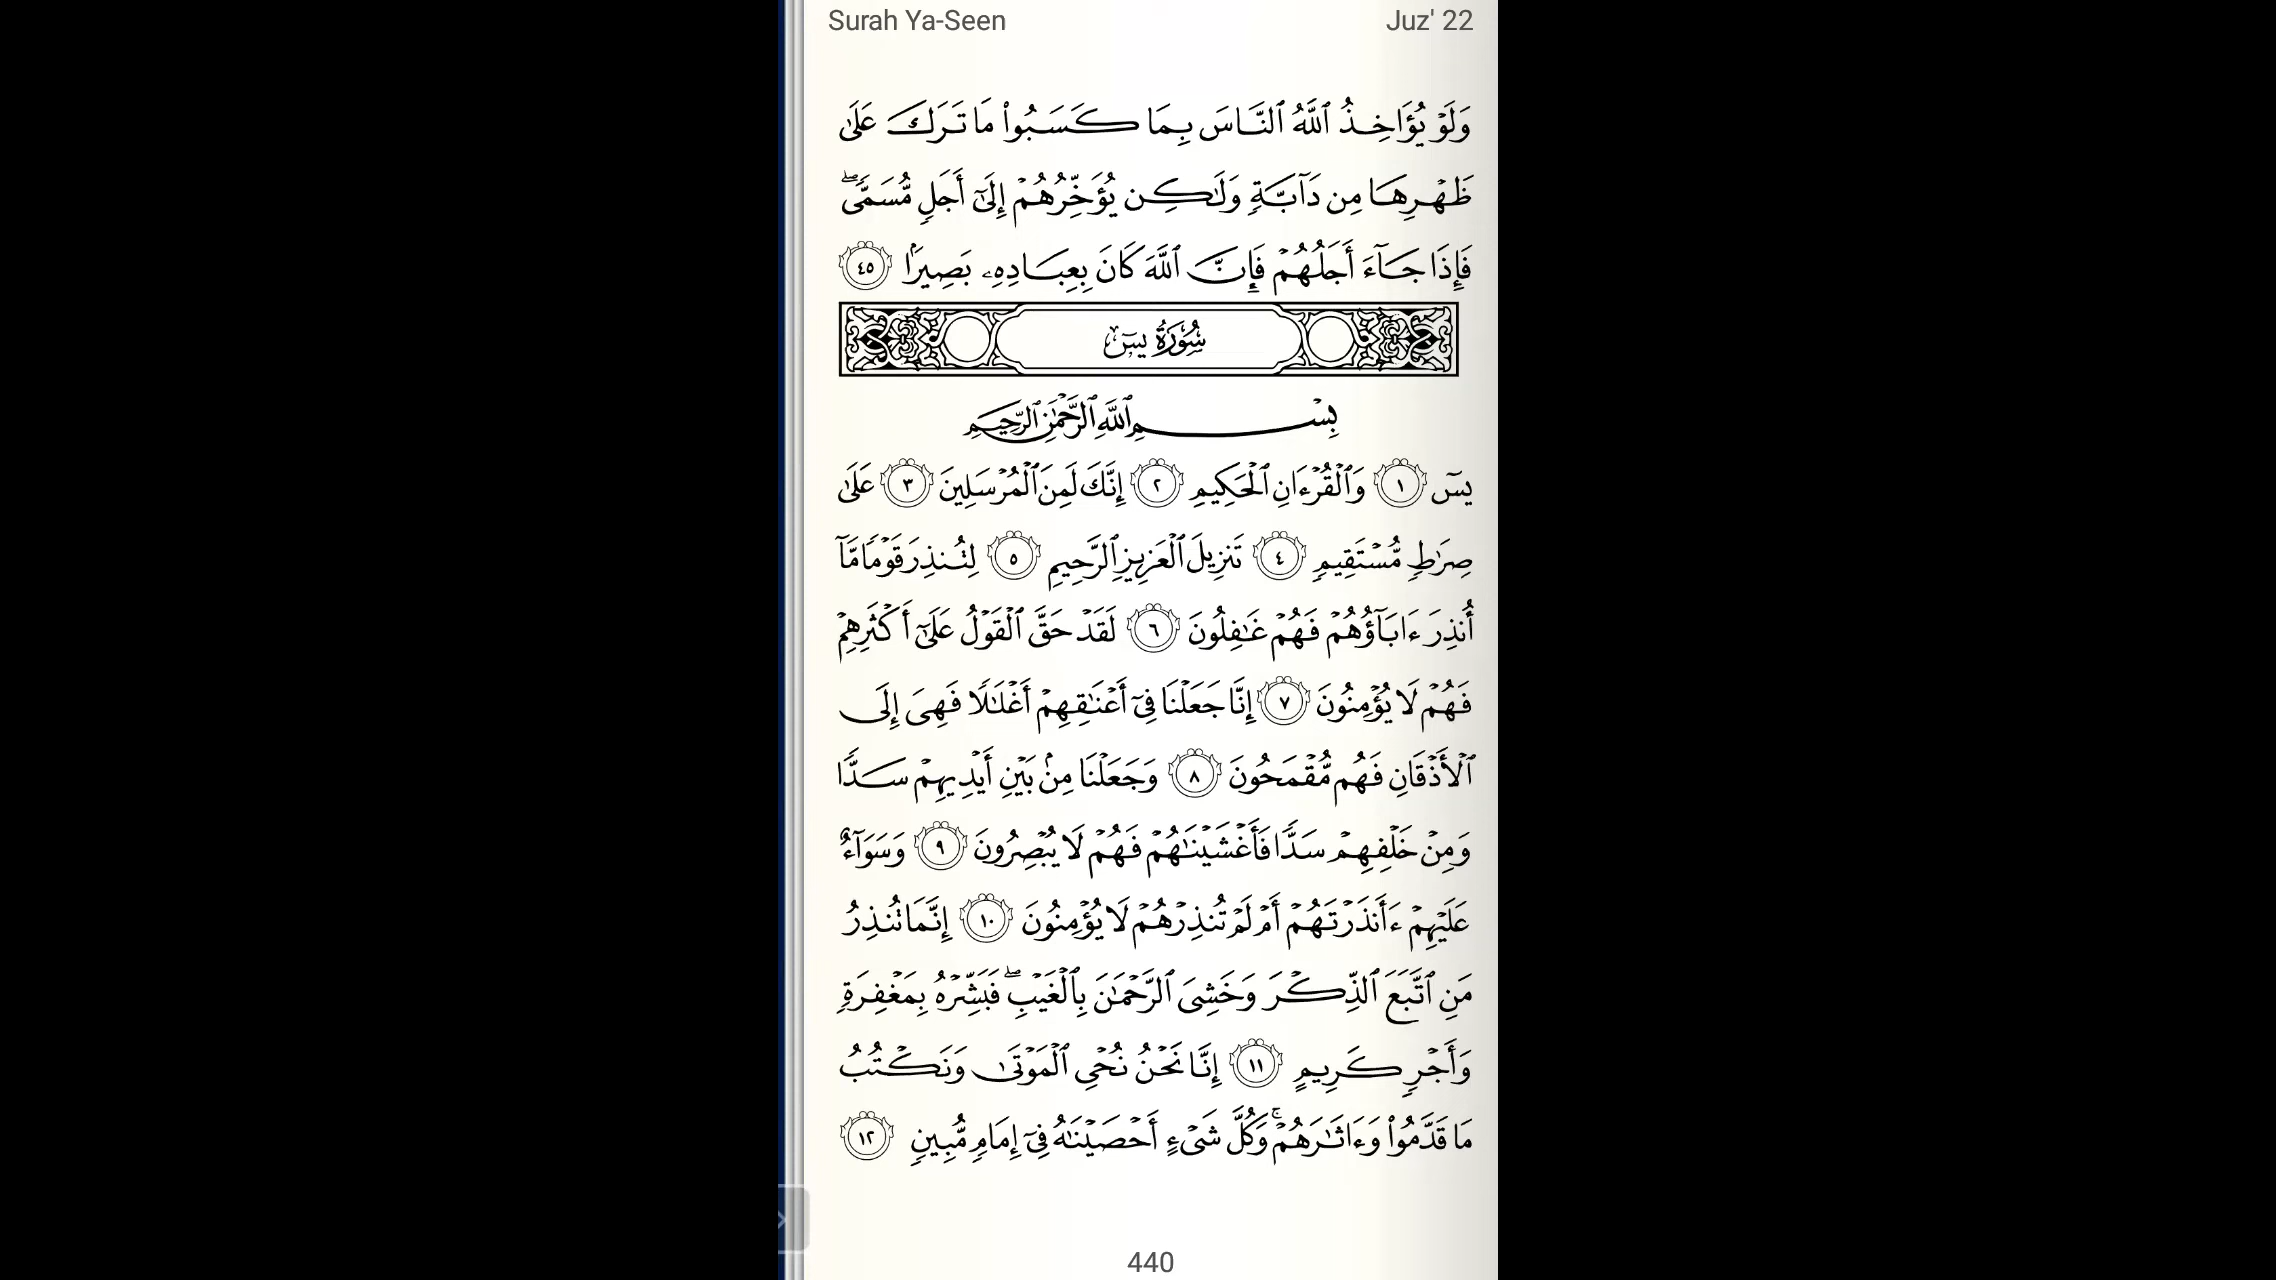 Surah Ya-Seen Juz' 22
وَلَوْ يُؤَاخِذُ ٱللَّهُ ٱلنَّاسَ بِمَا كَسَبُوا۟ مَا تَرَكَ عَلَىٰ
ظَهْرِهَا مِن دَآبَّةٍ وَلَـٰكِن يُؤَخِّرُهُمْ إِلَىٰٓ أَجَلٍ مُّسَمًّى ۖ
فَإِذَا جَآءَ أَجَلُهُمْ فَإِنَّ ٱللَّهَ كَانَ بِعِبَادِهِۦ بَصِيرًۢا ٤٥
سُورَةُ يسٓ
بِسْمِ ٱللَّهِ ٱلرَّحْمَـٰنِ ٱلرَّحِيمِ
يسٓ ١ وَٱلْقُرْءَانِ ٱلْحَكِيمِ ٢ إِنَّكَ لَمِنَ ٱلْمُرْسَلِينَ ٣ عَلَىٰ
صِرَٰطٍ مُّسْتَقِيمٍ ٤ تَنزِيلَ ٱلْعَزِيزِ ٱلرَّحِيمِ ٥ لِتُنذِرَ قَوْمًا مَّآ
أُنذِرَ ءَابَآؤُهُمْ فَهُمْ غَـٰفِلُونَ ٦ لَقَدْ حَقَّ ٱلْقَوْلُ عَلَىٰٓ أَكْثَرِهِمْ
فَهُمْ لَا يُؤْمِنُونَ ٧ إِنَّا جَعَلْنَا فِىٓ أَعْنَـٰقِهِمْ أَغْلَـٰلًا فَهِىَ إِلَى
ٱلْأَذْقَانِ فَهُم مُّقْمَحُونَ ٨ وَجَعَلْنَا مِنۢ بَيْنِ أَيْدِيهِمْ سَدًّا
وَمِنْ خَلْفِهِمْ سَدًّا فَأَغْشَيْنَـٰهُمْ فَهُمْ لَا يُبْصِرُونَ ٩ وَسَوَآءٌ
عَلَيْهِمْ ءَأَنذَرْتَهُمْ أَمْ لَمْ تُنذِرْهُمْ لَا يُؤْمِنُونَ ١٠ إِنَّمَا تُنذِرُ
مَنِ ٱتَّبَعَ ٱلذِّكْرَ وَخَشِىَ ٱلرَّحْمَـٰنَ بِٱلْغَيْبِ ۖ فَبَشِّرْهُ بِمَغْفِرَةٍ
وَأَجْرٍ كَرِيمٍ ١١ إِنَّا نَحْنُ نُحْىِ ٱلْمَوْتَىٰ وَنَكْتُبُ
مَا قَدَّمُوا۟ وَءَاثَـٰرَهُمْ ۚ وَكُلَّ شَىْءٍ أَحْصَيْنَـٰهُ فِىٓ إِمَامٍ مُّبِينٍ ١٢
440